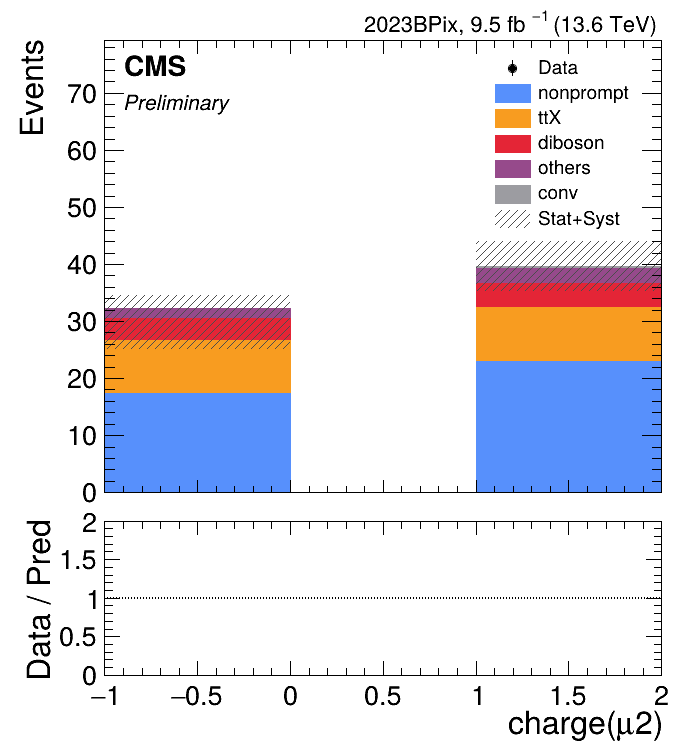 2023BPix, 9.5 fb⁻¹ (13.6 TeV)
CMS
Preliminary
Events
Data
nonprompt
ttX
diboson
others
conv
Stat+Syst
70
60
50
40
30
20
10
0
Data / Pred
2
1.5
1
0.5
0
−1 −0.5 0 0.5 1 1.5 2
charge(μ2)